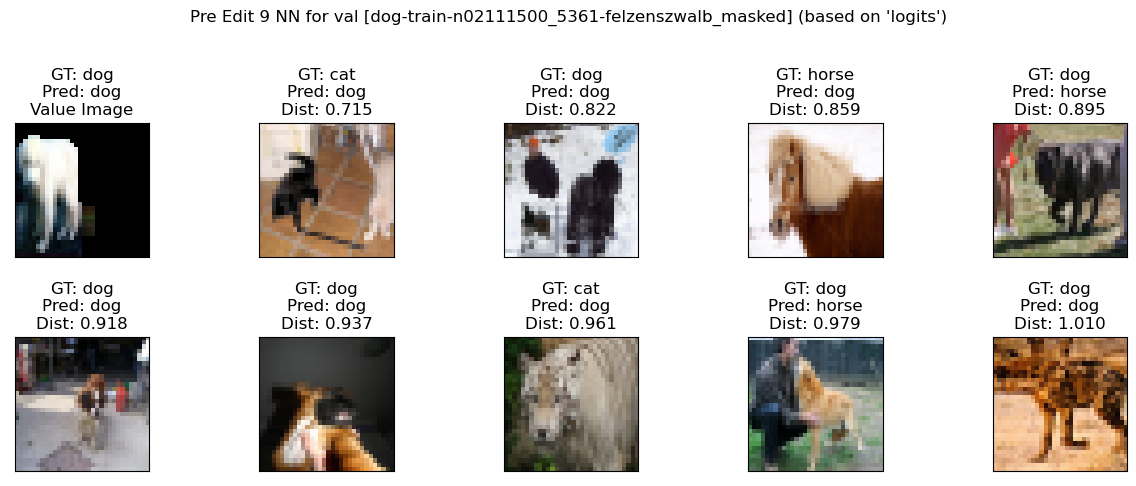 Pre Edit 9 NN for val [dog-train-n02111500_5361-felzenszwalb_masked] (based on 'logits')
GT: dog
Pred: dog
Value Image
GT: cat
Pred: dog
Dist: 0.715
GT: dog
Pred: dog
Dist: 0.822
GT: horse
Pred: dog
Dist: 0.859
GT: dog
Pred: horse
Dist: 0.895
GT: dog
Pred: dog
Dist: 0.918
GT: dog
Pred: dog
Dist: 0.937
GT: cat
Pred: dog
Dist: 0.961
GT: dog
Pred: horse
Dist: 0.979
GT: dog
Pred: dog
Dist: 1.010